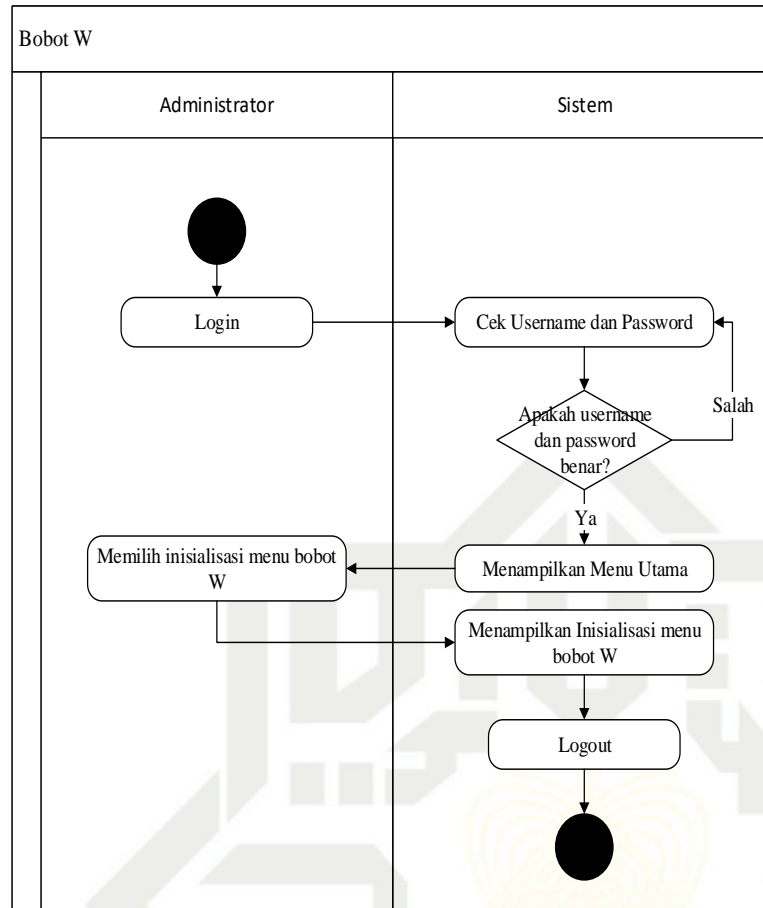 Bobot W
Administrator
Sistem
Login
Cek Username dan Password
Salah
Apakah username
dan password
benar?
Ya
Memilih inisialisasi menu bobot
W
Menampilkan Menu Utama
Menampilkan Inisialisasi menu
bobot W
Logout